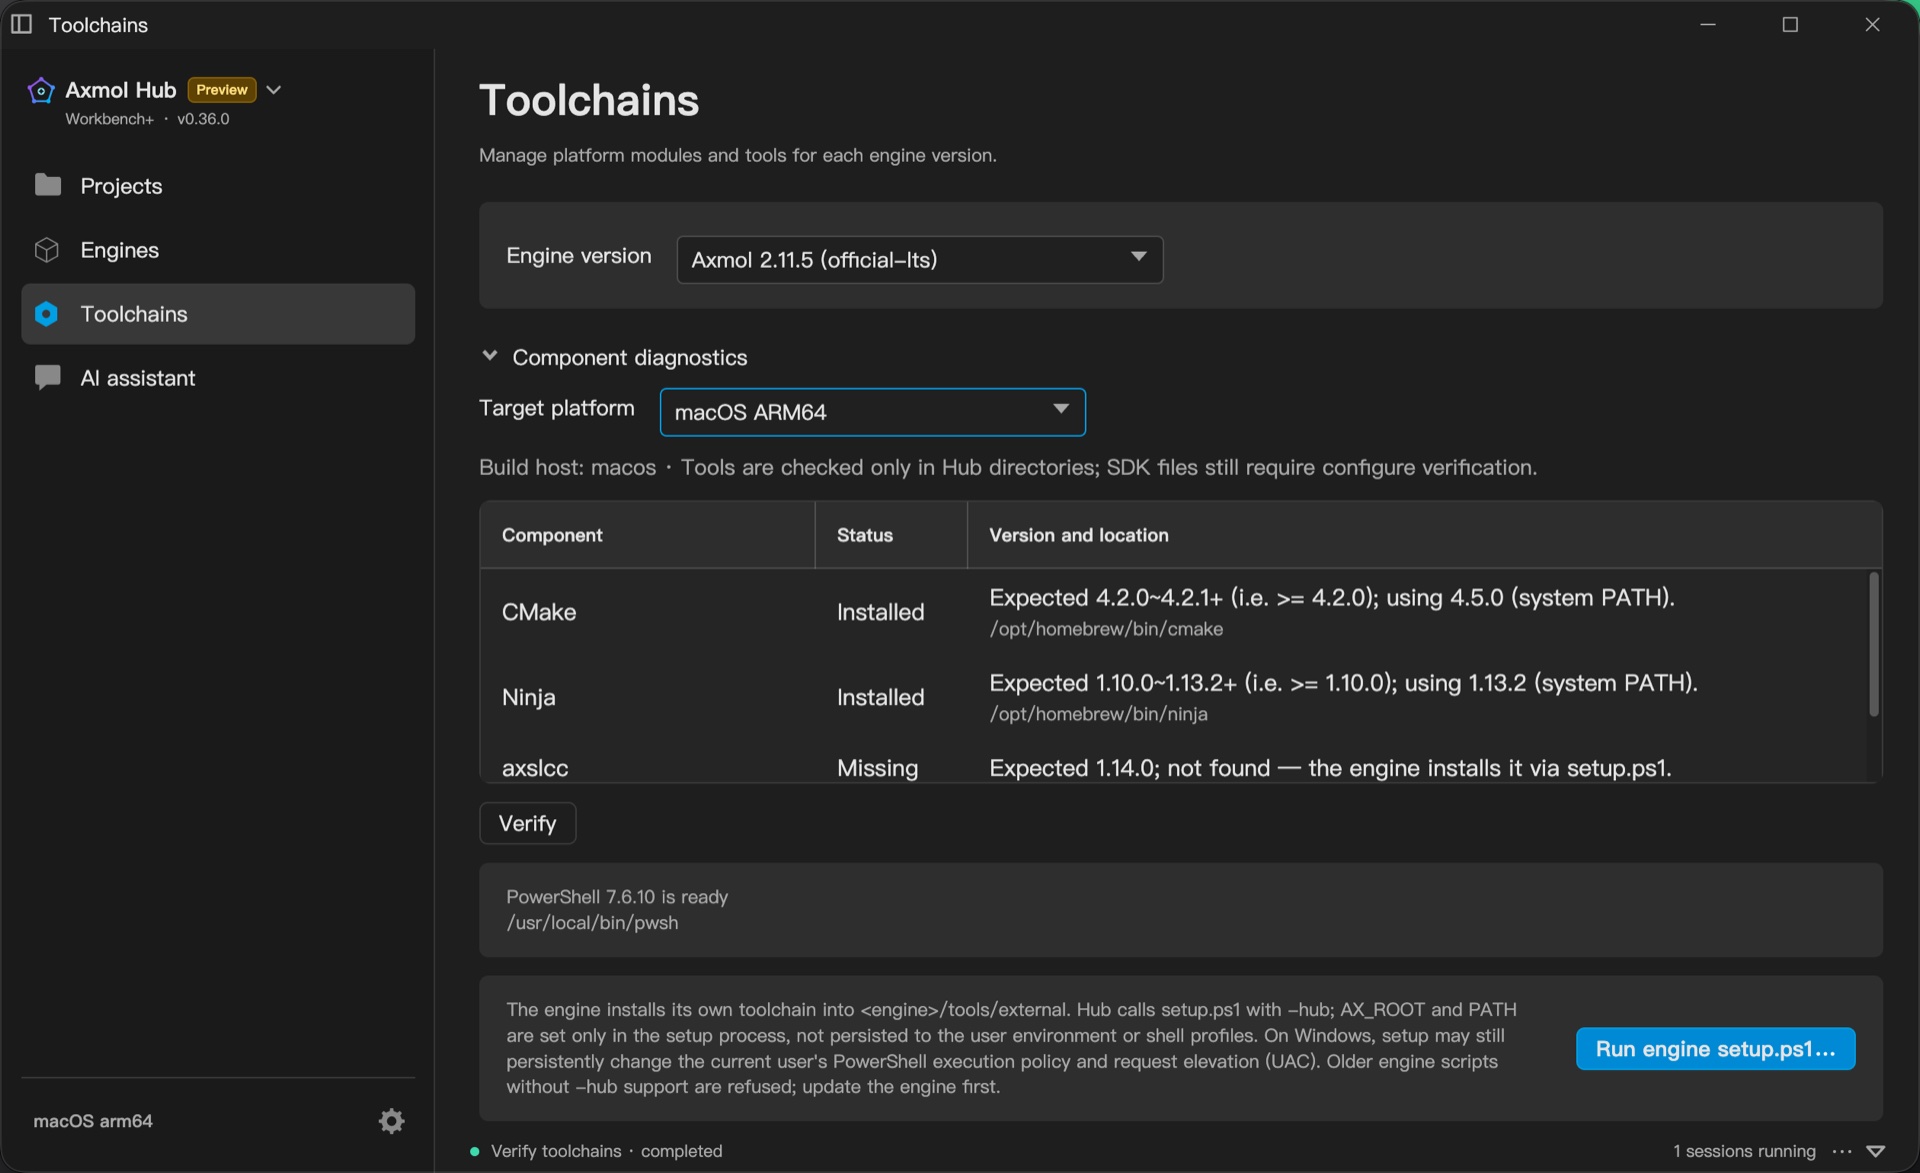 Toolchains
Axmol Hub Preview
Workbench+ · v0.36.0
Projects
Engines
Toolchains
AI assistant
macOS arm64
Toolchains
Manage platform modules and tools for each engine version.
Engine version Axmol 2.11.5 (official-lts)
Component diagnostics
Target platform macOS ARM64
Build host: macos · Tools are checked only in Hub directories; SDK files still require configure verification.
Component Status Version and location
CMake Installed Expected 4.2.0~4.2.1+ (i.e. >= 4.2.0); using 4.5.0 (system PATH).
/opt/homebrew/bin/cmake
Ninja Installed Expected 1.10.0~1.13.2+ (i.e. >= 1.10.0); using 1.13.2 (system PATH).
/opt/homebrew/bin/ninja
axslcc Missing Expected 1.14.0; not found — the engine installs it via setup.ps1.
Verify
PowerShell 7.6.10 is ready
/usr/local/bin/pwsh
The engine installs its own toolchain into <engine>/tools/external. Hub calls setup.ps1 with -hub; AX_ROOT and PATH
are set only in the setup process, not persisted to the user environment or shell profiles. On Windows, setup may still
persistently change the current user's PowerShell execution policy and request elevation (UAC). Older engine scripts
without -hub support are refused; update the engine first.
Run engine setup.ps1...
Verify toolchains · completed
1 sessions running ···